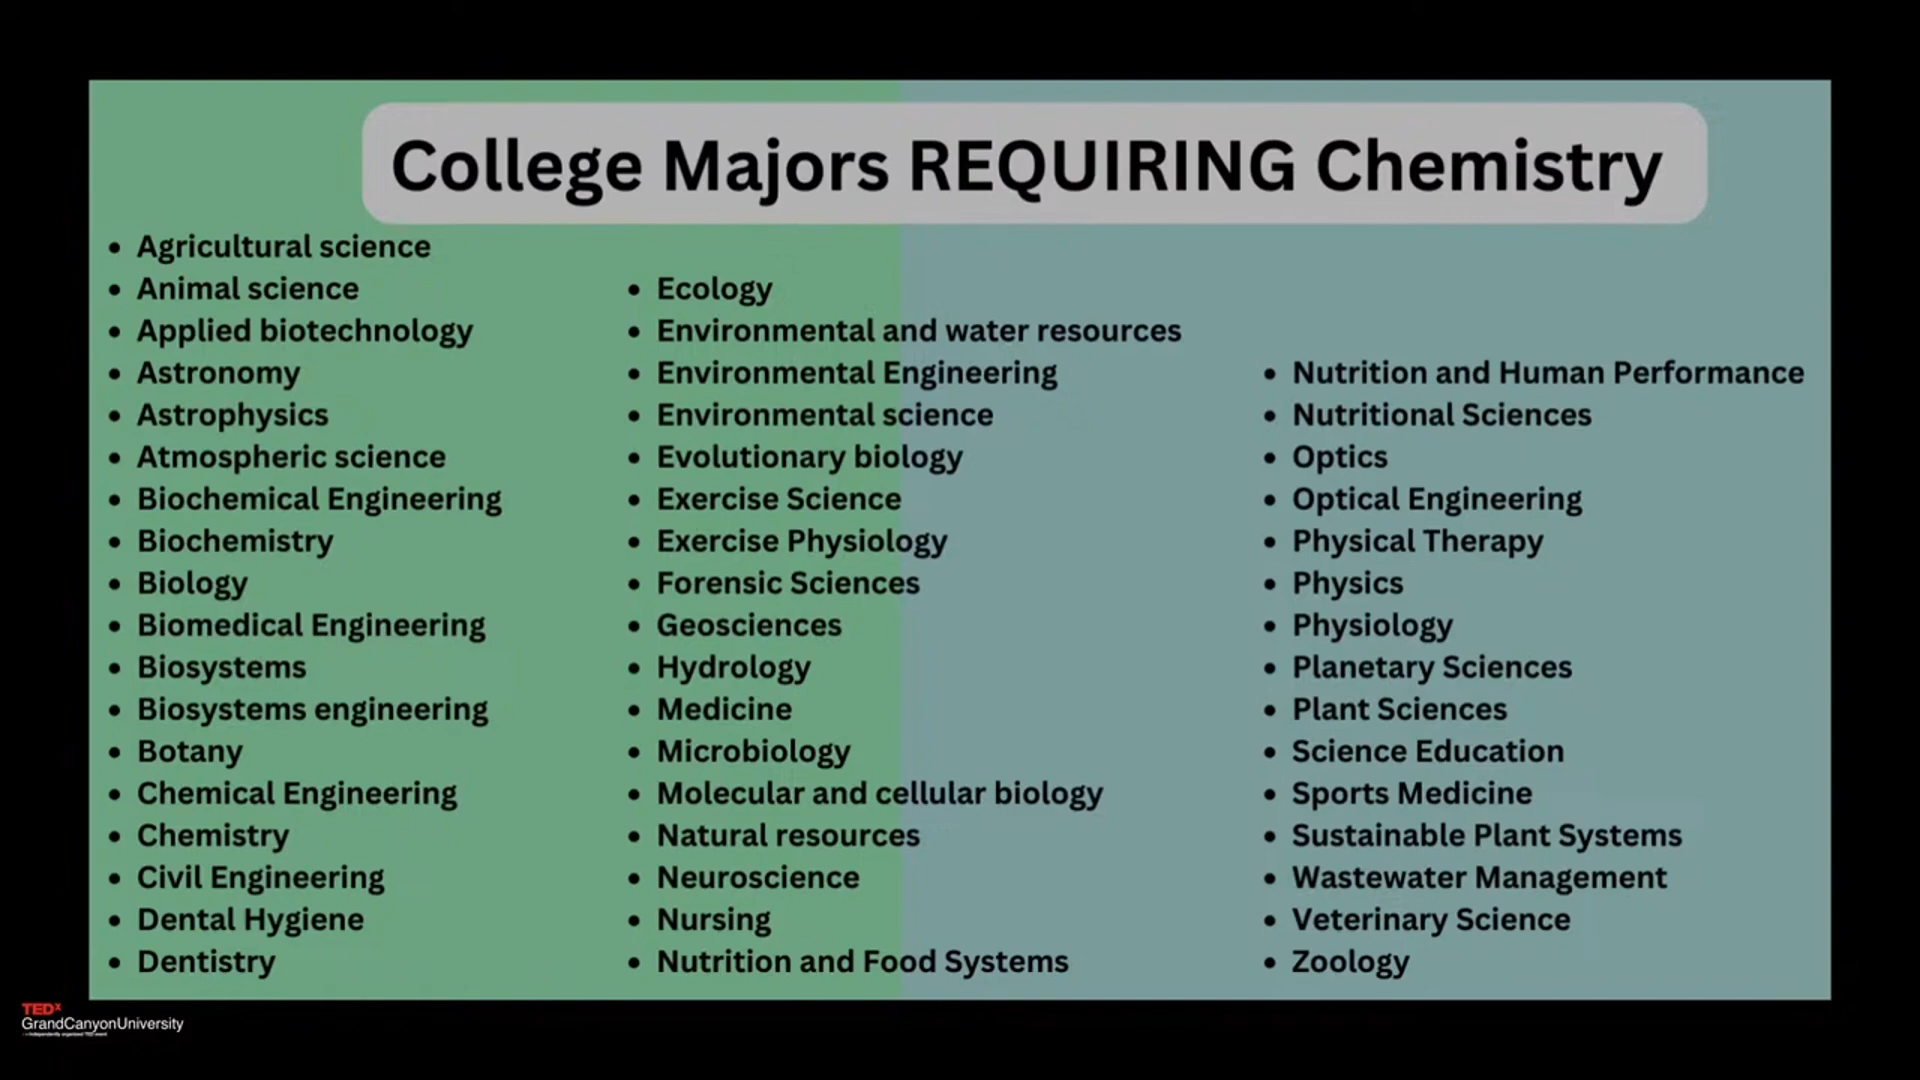 College Majors REQUIRING Chemistry
• Agricultural science
• Animal science
• Applied biotechnology
• Astronomy
• Astrophysics
• Atmospheric science
• Biochemical Engineering
• Biochemistry
• Biology
• Biomedical Engineering
• Biosystems
• Biosystems engineering
• Botany
• Chemical Engineering
• Chemistry
• Civil Engineering
• Dental Hygiene
• Dentistry
• Ecology
• Environmental and water resources
• Environmental Engineering
• Environmental science
• Evolutionary biology
• Exercise Science
• Exercise Physiology
• Forensic Sciences
• Geosciences
• Hydrology
• Medicine
• Microbiology
• Molecular and cellular biology
• Natural resources
• Neuroscience
• Nursing
• Nutrition and Food Systems
• Nutrition and Human Performance
• Nutritional Sciences
• Optics
• Optical Engineering
• Physical Therapy
• Physics
• Physiology
• Planetary Sciences
• Plant Sciences
• Science Education
• Sports Medicine
• Sustainable Plant Systems
• Wastewater Management
• Veterinary Science
• Zoology
TEDx
GrandCanyonUniversity
x = independently organized TED event